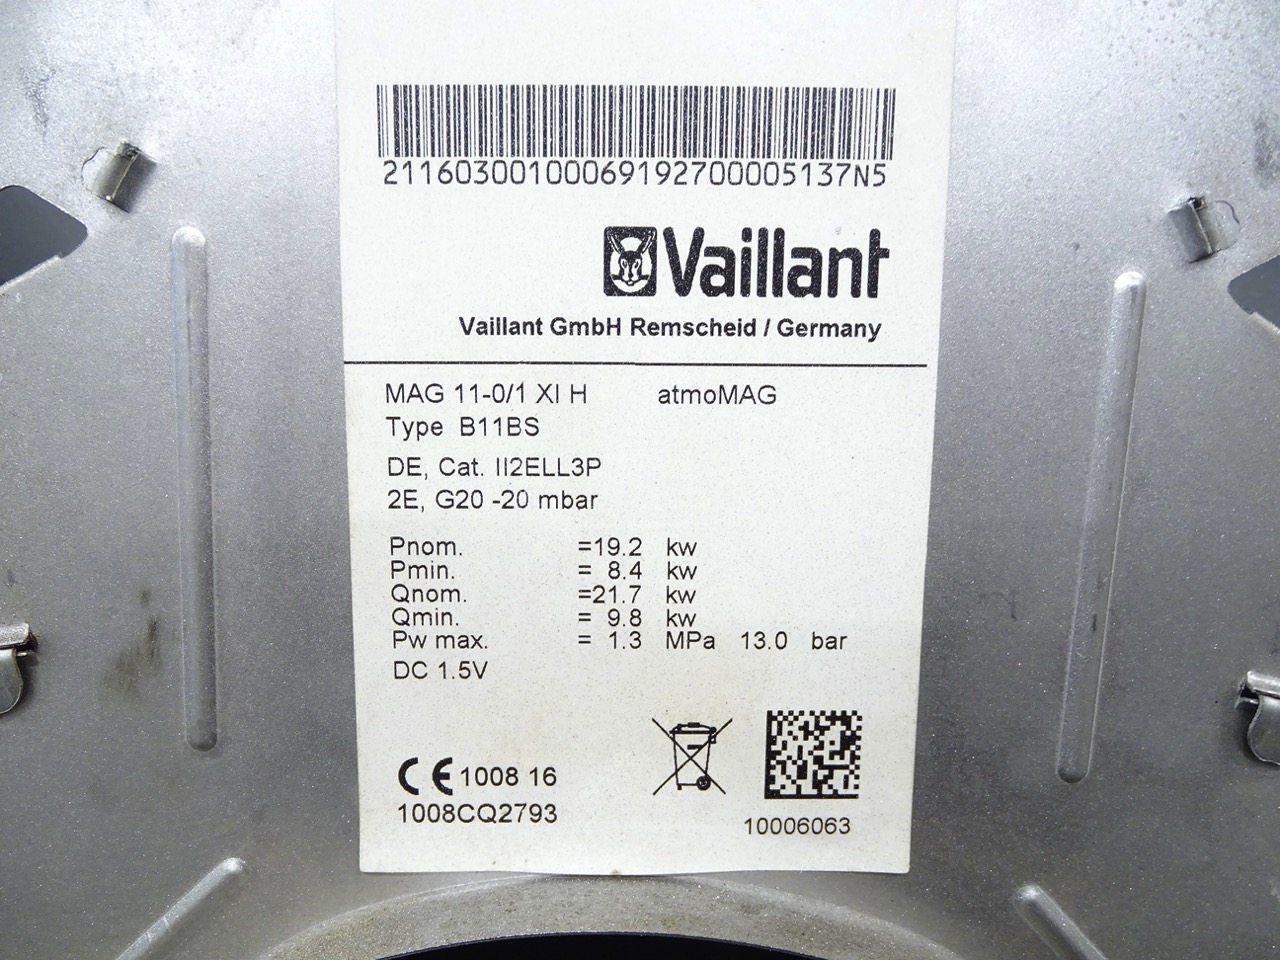 21160300100069192700005137N5
Vaillant
Vaillant GmbH Remscheid / Germany
MAG 11-0/1 XI H atmoMAG
Type B11BS
DE, Cat. II2ELL3P
2E, G20 -20 mbar
Pnom. =19.2 kw
Pmin. = 8.4 kw
Qnom. =21.7 kw
Qmin. = 9.8 kw
Pw max. = 1.3 MPa 13.0 bar
DC 1.5V
CE 1008 16
1008CQ2793
10006063